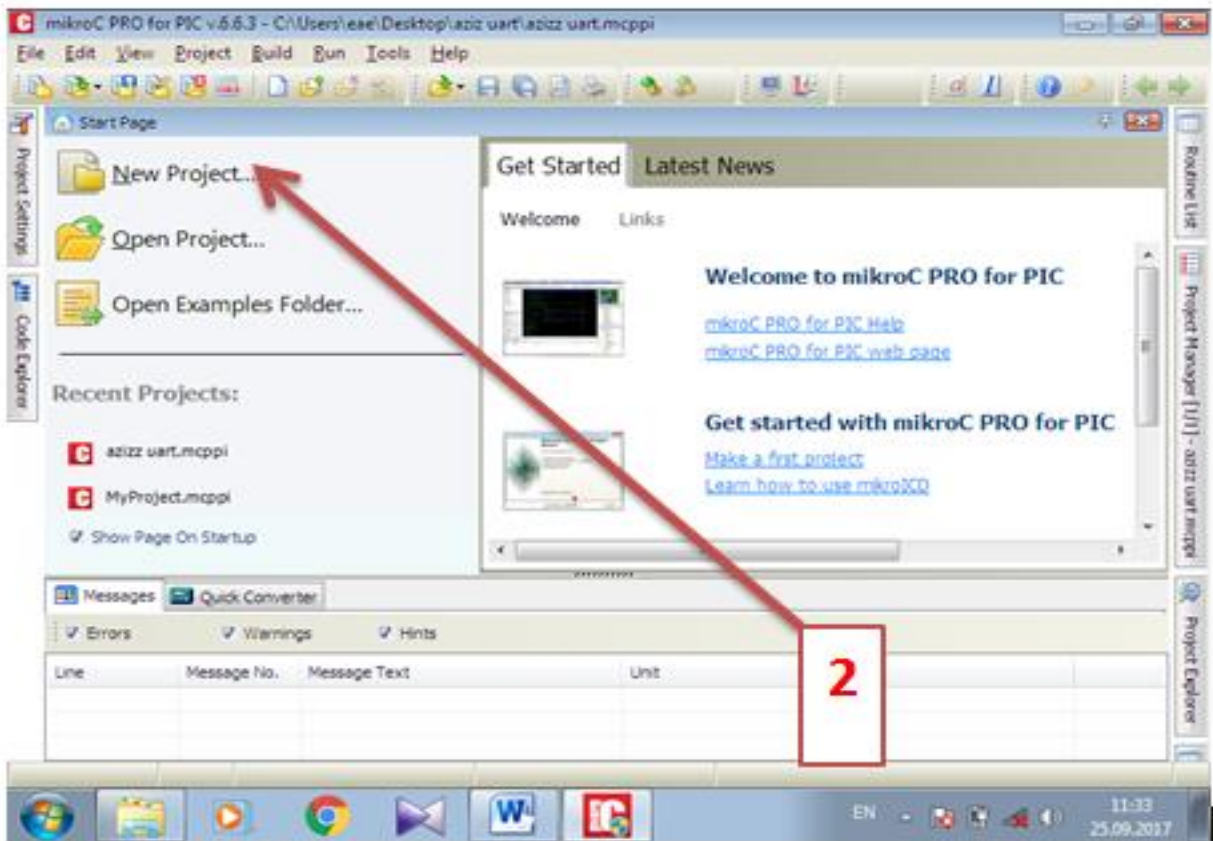 mikroC PRO for PIC v.6.6.3 - C:\Users\eae\Desktop\aziz uart\azizz uart.mcppi
File Edit View Project Build Run Tools Help
Start Page
New Project...
Open Project...
Open Examples Folder...
Recent Projects:
azizz uart.mcppi
MyProject.mcppi
Show Page On Startup
Get Started Latest News
Welcome Links
Welcome to mikroC PRO for PIC
mikroC PRO for PIC Help
mikroC PRO for PIC web page
Get started with mikroC PRO for PIC
Make a first project
Learn how to use mikroICD
Project Settings
Code Explorer
Routine List
Project Manager [1/1] - azizz uart.mcppi
Project Explorer
Messages Quick Converter
Errors Warnings Hints
Line Message No. Message Text Unit
2
EN
11:33
25.09.2017